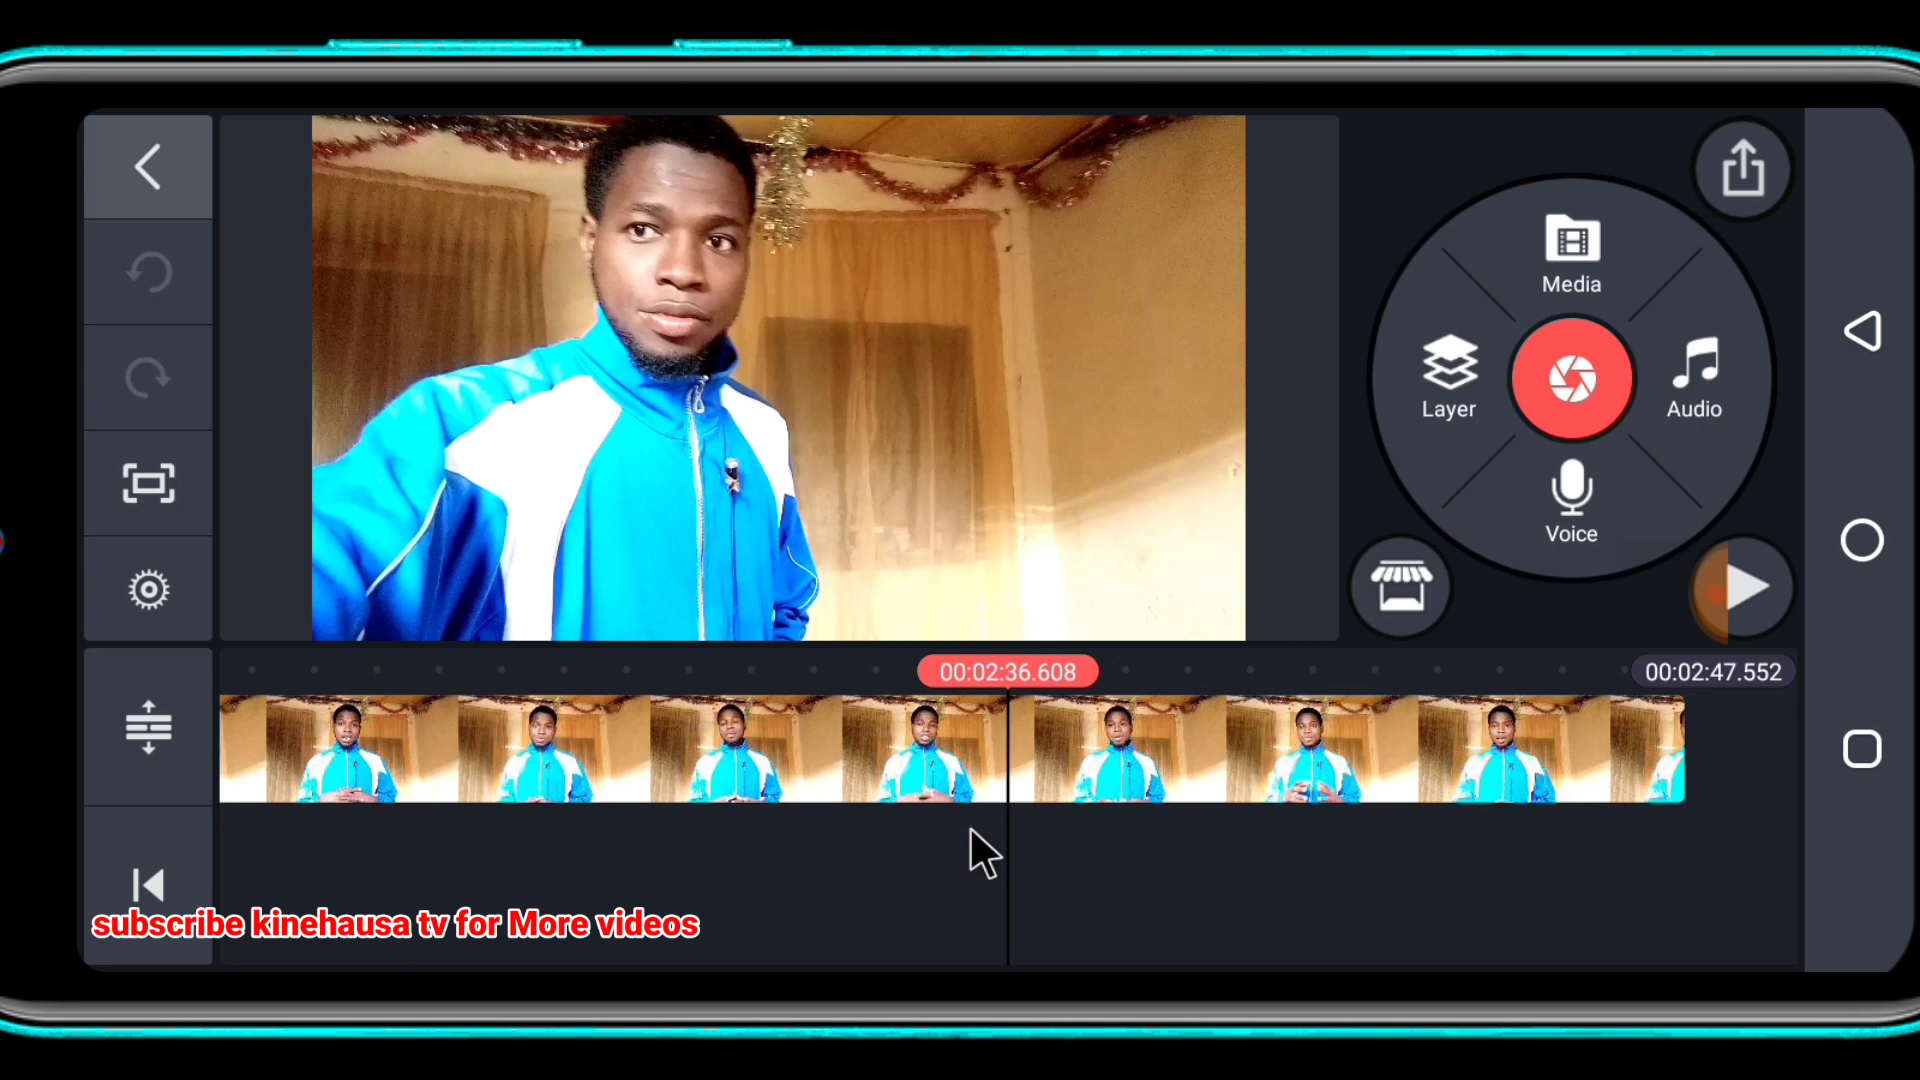 Media
Layer
Audio
Voice
00:02:36.608
00:02:47.552
subscribe kinehausa tv for More videos